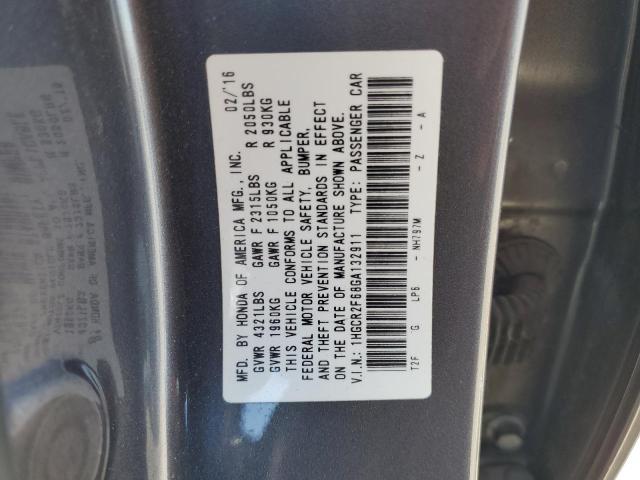 MFD. BY HONDA OF AMERICA MFG., INC. 02/'16
GVWR 4321LBS GAWR F 2315LBS R 2050LBS
GVWR 1960KG GAWR F 1050KG R 930KG
THIS VEHICLE CONFORMS TO ALL APPLICABLE
FEDERAL MOTOR VEHICLE SAFETY, BUMPER,
AND THEFT PREVENTION STANDARDS IN EFFECT
ON THE DATE OF MANUFACTURE SHOWN ABOVE.
V.I.N.: 1HGCR2F68GA132911 PASSENGER CAR
T2F G LP6 - NH797M - Z - A